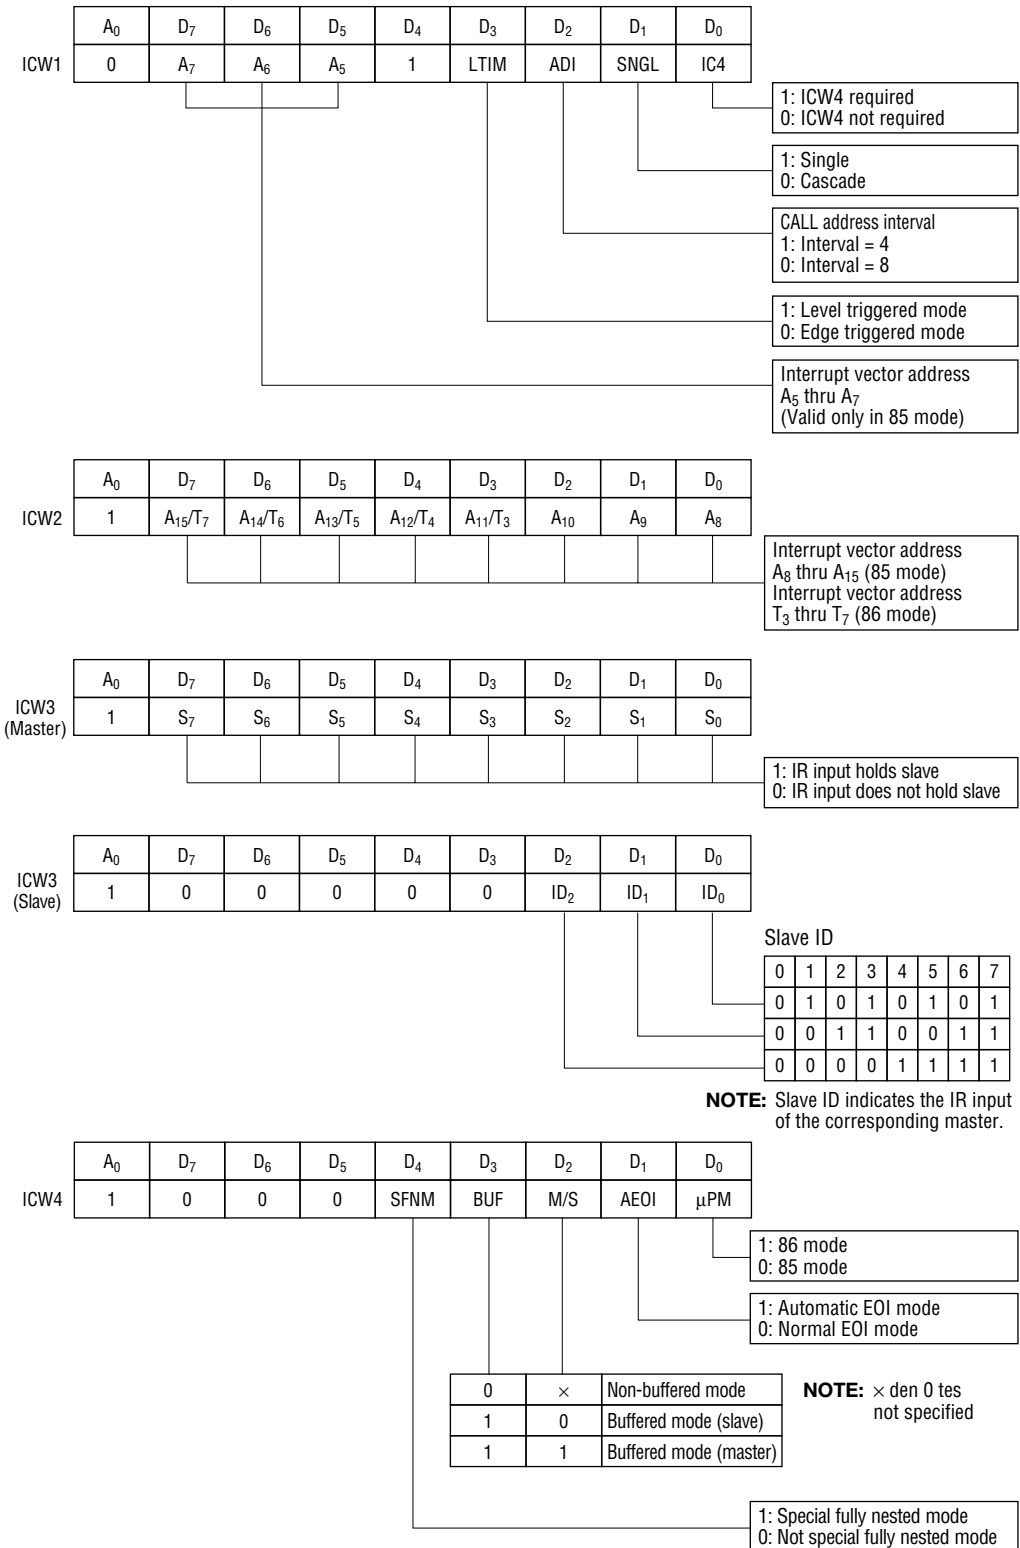 A0 D7 D6 D5 D4 D3 D2 D1 D0
ICW1 0 A7 A6 A5 1 LTIM ADI SNGL IC4
1: ICW4 required
0: ICW4 not required
1: Single
0: Cascade
CALL address interval
1: Interval = 4
0: Interval = 8
1: Level triggered mode
0: Edge triggered mode
Interrupt vector address
A5 thru A7
(Valid only in 85 mode)
A0 D7 D6 D5 D4 D3 D2 D1 D0
ICW2 1 A15/T7 A14/T6 A13/T5 A12/T4 A11/T3 A10 A9 A8
Interrupt vector address
A8 thru A15 (85 mode)
Interrupt vector address
T3 thru T7 (86 mode)
A0 D7 D6 D5 D4 D3 D2 D1 D0
ICW3
(Master)
1 S7 S6 S5 S4 S3 S2 S1 S0
1: IR input holds slave
0: IR input does not hold slave
A0 D7 D6 D5 D4 D3 D2 D1 D0
ICW3
(Slave)
1 0 0 0 0 0 ID2 ID1 ID0
Slave ID
0 1 2 3 4 5 6 7
0 1 0 1 0 1 0 1
0 0 1 1 0 0 1 1
0 0 0 0 1 1 1 1
NOTE: Slave ID indicates the IR input
of the corresponding master.
A0 D7 D6 D5 D4 D3 D2 D1 D0
ICW4 1 0 0 0 SFNM BUF M/S AEOI μPM
1: 86 mode
0: 85 mode
1: Automatic EOI mode
0: Normal EOI mode
0 × Non-buffered mode
1 0 Buffered mode (slave)
1 1 Buffered mode (master)
NOTE: × den 0 tes
not specified
1: Special fully nested mode
0: Not special fully nested mode